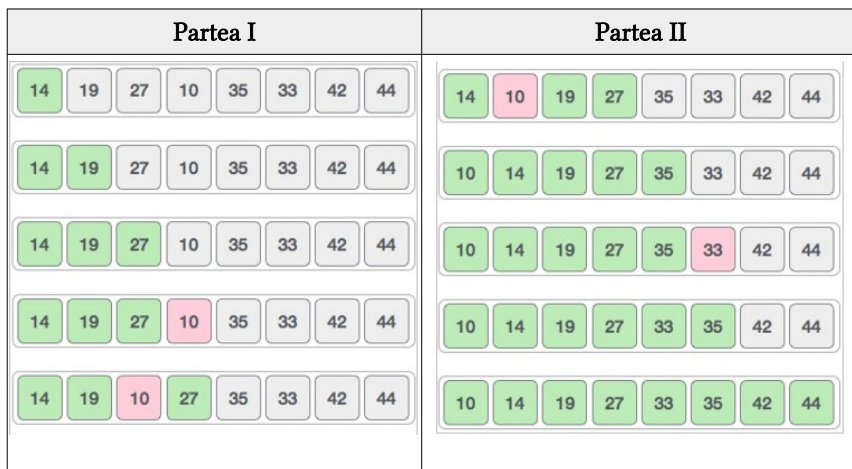 Partea I
14 19 27 10 35 33 42 44
14 19 27 10 35 33 42 44
14 19 27 10 35 33 42 44
14 19 27 10 35 33 42 44
14 19 10 27 35 33 42 44
Partea II
14 10 19 27 35 33 42 44
10 14 19 27 35 33 42 44
10 14 19 27 35 33 42 44
10 14 19 27 33 35 42 44
10 14 19 27 33 35 42 44